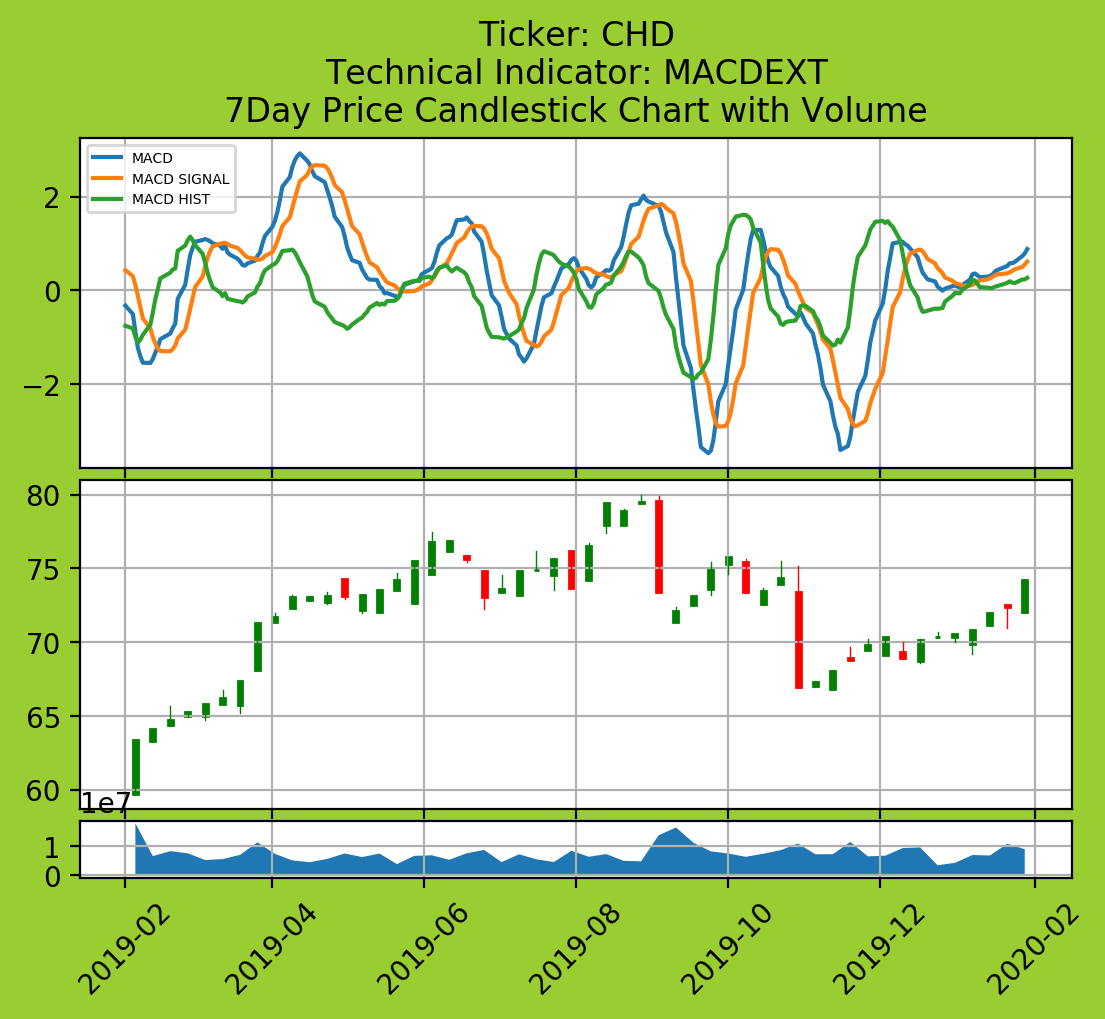 Ticker: CHD
Technical Indicator: MACDEXT
7Day Price Candlestick Chart with Volume
MACD
MACD SIGNAL
MACD HIST
2
0
−2
80
75
70
65
60
1e7
1
0
2019-02
2019-04
2019-06
2019-08
2019-10
2019-12
2020-02